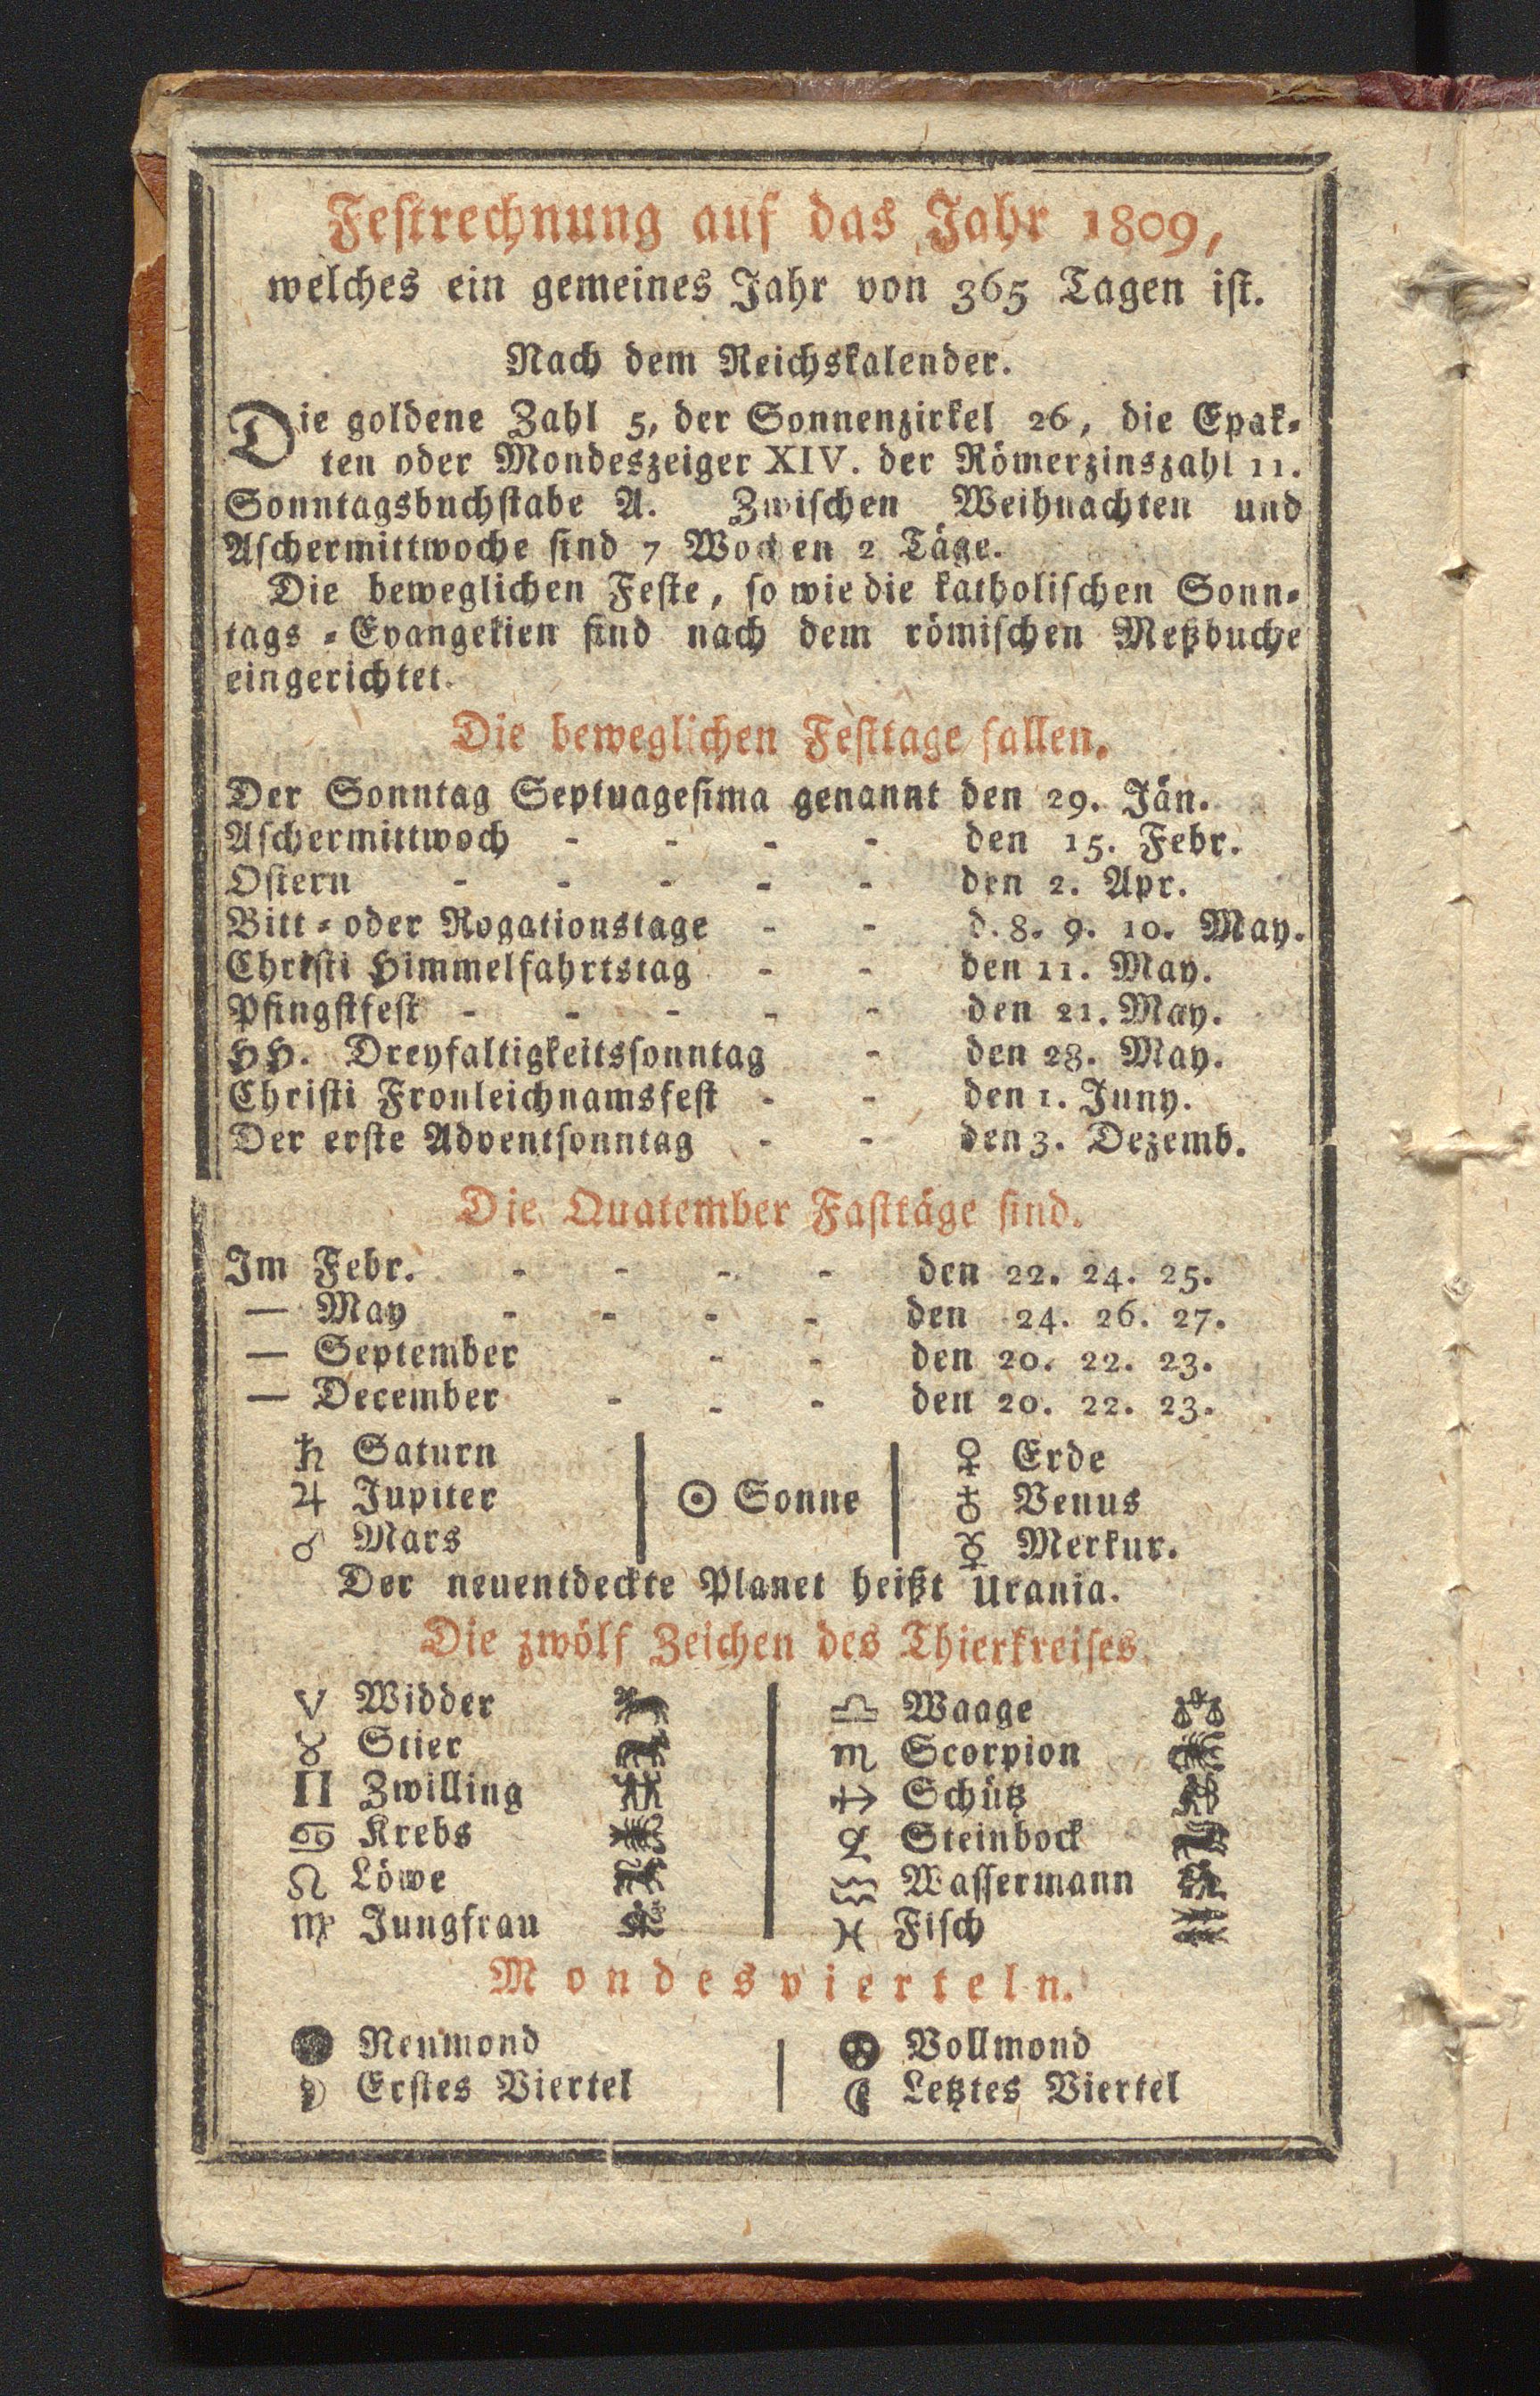 Festrechnung auf das Jahr 1809,
welches ein gemeines Jahr von 365 Tagen ist.
Nach dem Reichskalender.
Die goldene Zahl 5, der Sonnenzirkel 26, die Epak-
ten oder Mondeszeiger XIV. der Römerzinszahl 11.
Sonntagsbuchstabe A. Zwischen Weihnachten und
Aschermittwoche sind 7 Wochen 2 Täge.
Die beweglichen Feste, so wie die katholischen Sonn-
tags-Evangelien sind nach dem römischen Meßbuche
eingerichtet.
Die beweglichen Festtage fallen.
Der Sonntag Septuagesima genannt den 29. Jän.
Aschermittwoch - - - - den 15. Febr.
Ostern - - - - - den 2. Apr.
Bitt-oder Rogationstage - - d. 8. 9. 10. May.
Christi Himmelfahrtstag - - den 11. May.
Pfingstfest - - - - - den 21. May.
HH. Dreyfaltigkeitssonntag - den 28. May.
Christi Fronleichnamsfest - - den 1. Juny.
Der erste Adventsonntag - - den 3. Dezemb.
Die Quatember Fasttäge sind.
Im Febr. - - - - den 22. 24. 25.
— May - - - - den 24. 26. 27.
— September - - den 20. 22. 23.
— December - - - den 20. 22. 23.
♄ Saturn
♃ Jupiter
♂ Mars
☉ Sonne
♀ Erde
♁ Venus
☿ Merkur.
Der neuentdeckte Planet heißt Urania.
Die zwölf Zeichen des Thierkreises
♈ Widder
♉ Stier
♊ Zwilling
♋ Krebs
♌ Löwe
♍ Jungfrau
♎ Waage
♏ Scorpion
♐ Schütz
♑ Steinbock
♒ Wassermann
♓ Fisch
Mondesvierteln.
Neumond
Erstes Viertel
Vollmond
Letztes Viertel